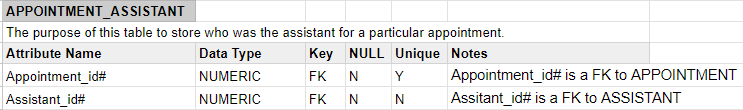 APPOINTMENT_ASSISTANT
The purpose of this table to store who was the assistant for a particular appointment.
Attribute Name Data Type Key NULL Unique Notes
Appointment_id# NUMERIC FK N Y Appointment_id# is a FK to APPOINTMENT
Assistant_id# NUMERIC FK N N Assitant_id# is a FK to ASSISTANT